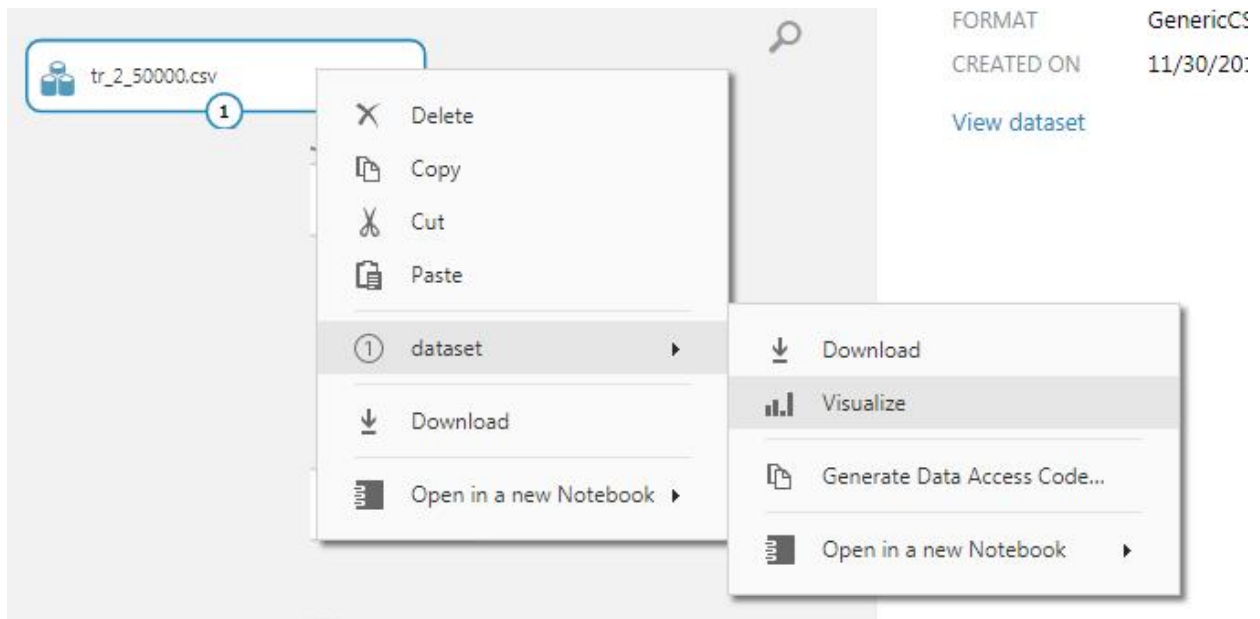 tr_2_50000.csv
1
Delete
Copy
Cut
Paste
1 dataset
Download
Open in a new Notebook
Download
Visualize
Generate Data Access Code...
Open in a new Notebook
FORMAT GenericCS
CREATED ON 11/30/201
View dataset